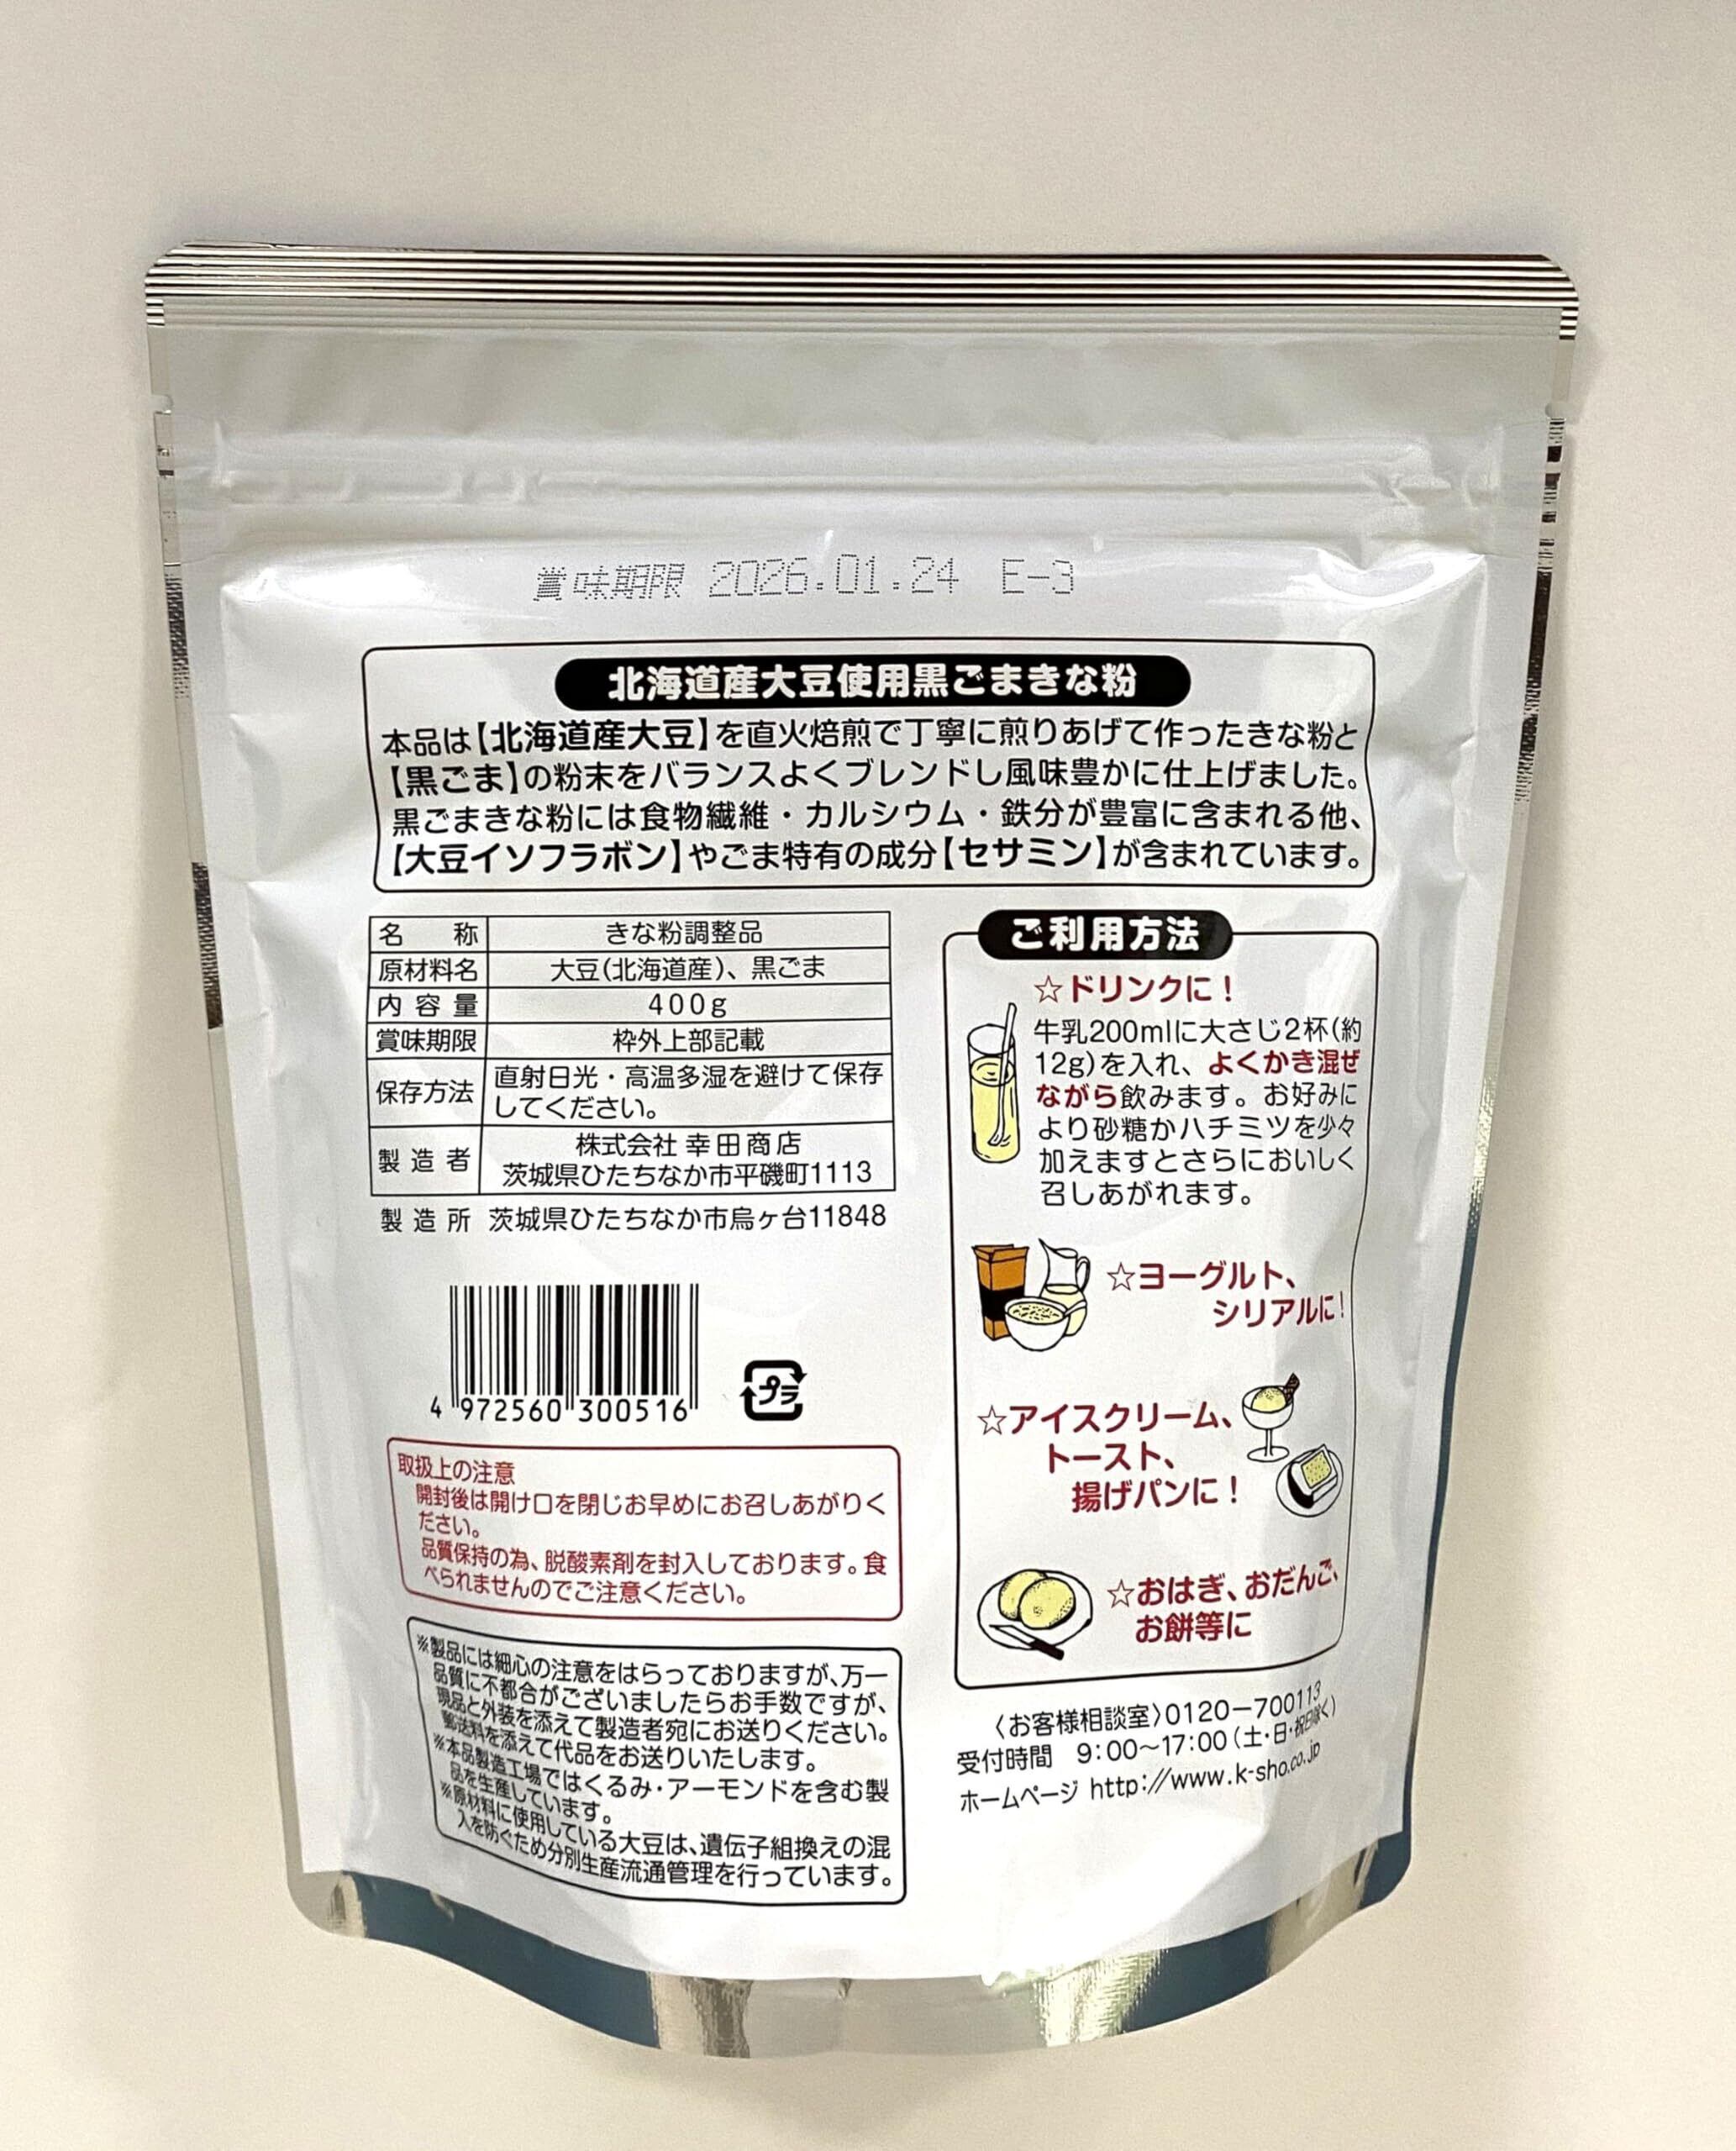 賞味期限 2026.01.24 E-3
北海道産大豆使用黒ごまきな粉
本品は【北海道産大豆】を直火焙煎で丁寧に煎りあげて作ったきな粉と
【黒ごま】の粉末をバランスよくブレンドし風味豊かに仕上げました。
黒ごまきな粉には食物繊維・カルシウム・鉄分が豊富に含まれる他、
【大豆イソフラボン】やごま特有の成分【セサミン】が含まれています。
名称 きな粉調整品
原材料名 大豆(北海道産)、黒ごま
内容量 400g
賞味期限 枠外上部記載
保存方法 直射日光・高温多湿を避けて保存
してください。
製造者 株式会社 幸田商店
茨城県ひたちなか市平磯町1113
製造所 茨城県ひたちなか市烏ヶ台11848
4 972560 300516
プラ
取扱上の注意
開封後は開け口を閉じお早めにお召しあがりく
ださい。
品質保持の為、脱酸素剤を封入しております。食
べられませんのでご注意ください。
※製品には細心の注意をはらっておりますが、万一
品質に不都合がございましたらお手数ですが、
現品と外装を添えて製造者宛にお送りください。
郵送料を添えて代品をお送りいたします。
※本品製造工場ではくるみ・アーモンドを含む製
品を生産しています。
※原材料に使用している大豆は、遺伝子組換えの混
入を防ぐため分別生産流通管理を行っています。
ご利用方法
☆ドリンクに！
牛乳200mlに大さじ2杯(約
12g)を入れ、よくかき混ぜ
ながら飲みます。お好みに
より砂糖かハチミツを少々
加えますとさらにおいしく
召しあがれます。
☆ヨーグルト、
シリアルに！
☆アイスクリーム、
トースト、
揚げパンに！
☆おはぎ、おだんご、
お餅等に
〈お客様相談室〉0120-700113
受付時間 9:00～17:00(土・日・祝日除く)
ホームページ http://www.k-sho.co.jp